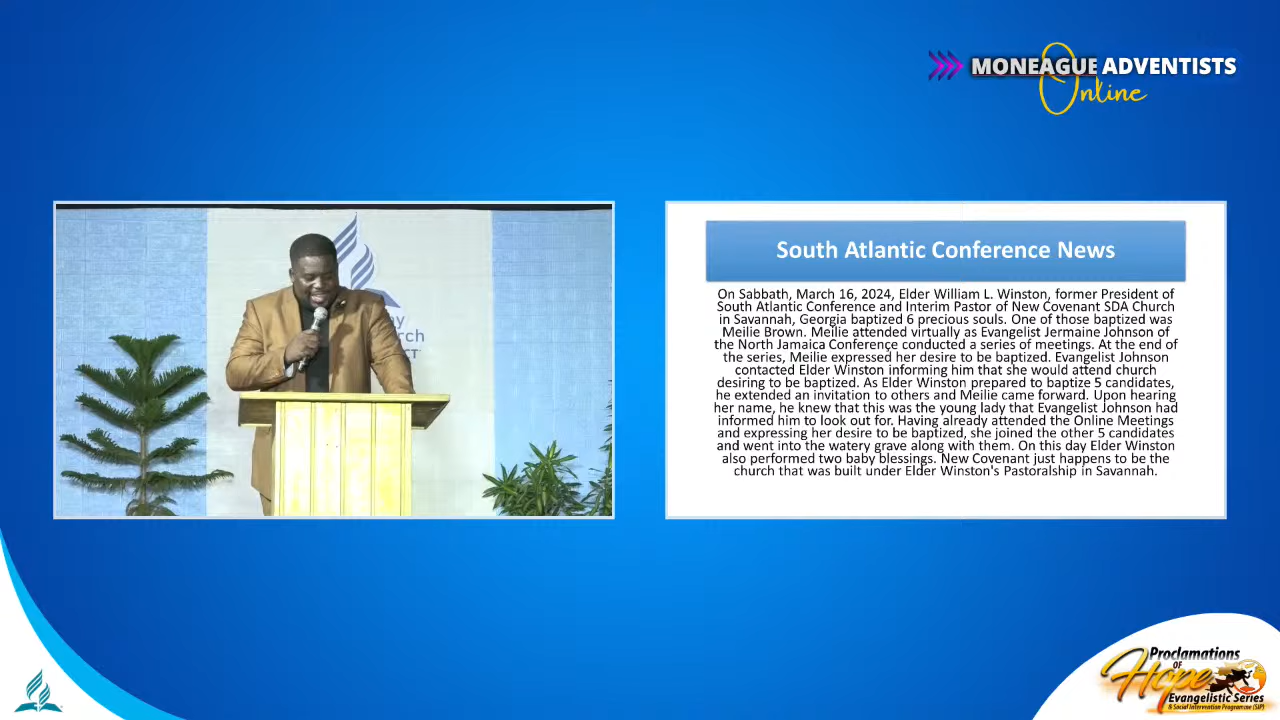 MONEAGUE ADVENTISTS
Online
South Atlantic Conference News
On Sabbath, March 16, 2024, Elder William L. Winston, former President of
South Atlantic Conference and Interim Pastor of New Covenant SDA Church
in Savannah, Georgia baptized 6 precious souls. One of those baptized was
Meilie Brown. Meilie attended virtually as Evangelist Jermaine Johnson of
the North Jamaica Conference conducted a series of meetings. At the end of
the series, Meilie expressed her desire to be baptized. Evangelist Johnson
contacted Elder Winston informing him that she would attend church
desiring to be baptized. As Elder Winston prepared to baptize 5 candidates,
he extended an invitation to others and Meilie came forward. Upon hearing
her name, he knew that this was the young lady that Evangelist Johnson had
informed him to look out for. Having already attended the Online Meetings
and expressing her desire to be baptized, she joined the other 5 candidates
and went into the watery grave along with them. On this day Elder Winston
also performed two baby blessings. New Covenant just happens to be the
church that was built under Elder Winston's Pastoralship in Savannah.
Proclamations
OF
Hope
Evangelistic Series
& Social Intervention Programme (SIP)